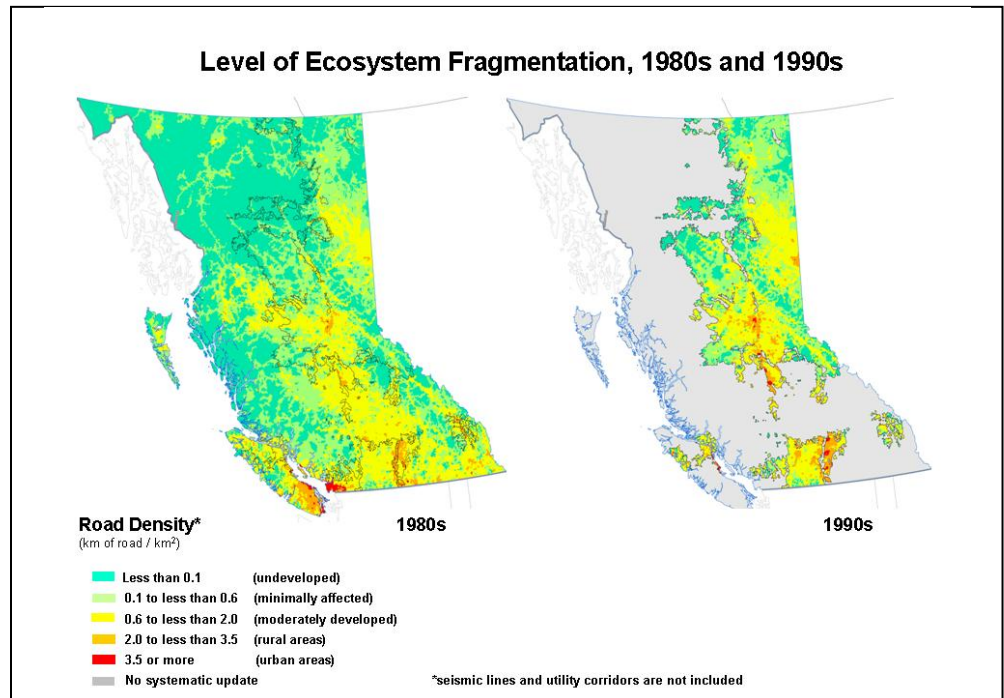 Level of Ecosystem Fragmentation, 1980s and 1990s
Road Density*
(km of road / km²)
1980s
1990s
Less than 0.1 (undeveloped)
0.1 to less than 0.6 (minimally affected)
0.6 to less than 2.0 (moderately developed)
2.0 to less than 3.5 (rural areas)
3.5 or more (urban areas)
No systematic update
*seismic lines and utility corridors are not included